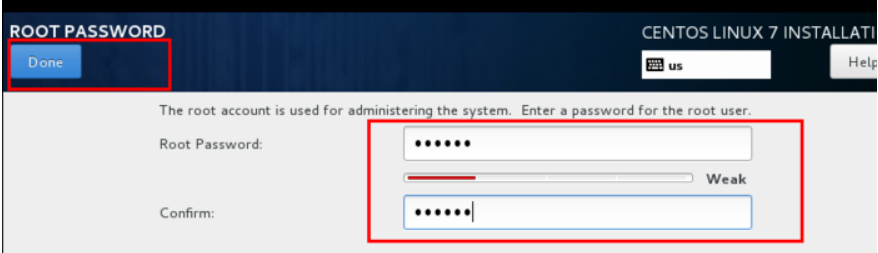 ROOT PASSWORD
CENTOS LINUX 7 INSTALLATI
Done
us
Help
The root account is used for administering the system. Enter a password for the root user.
Root Password:
••••••
Weak
Confirm:
••••••